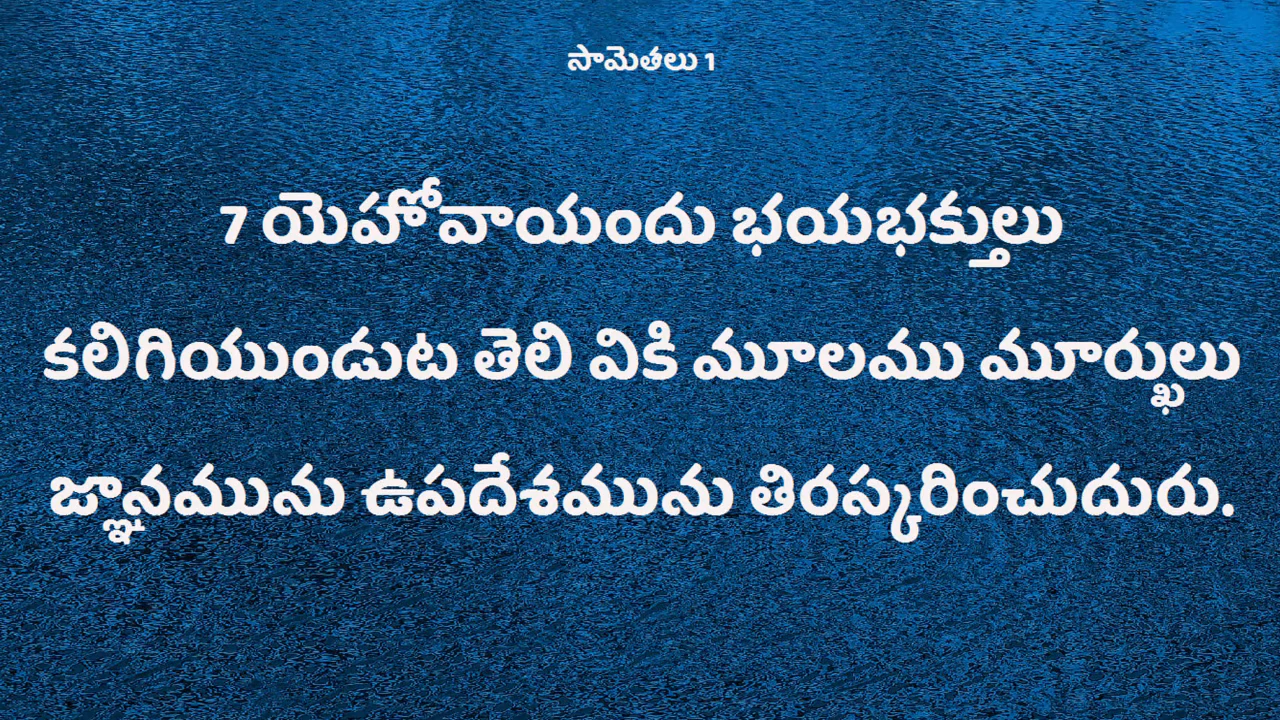 సామెతలు 1
7 యెహోవాయందు భయభక్తులు
కలిగియుండుట తెలి వికి మూలము మూర్ఖులు
జ్ఞానమును ఉపదేశమును తిరస్కరించుదురు.